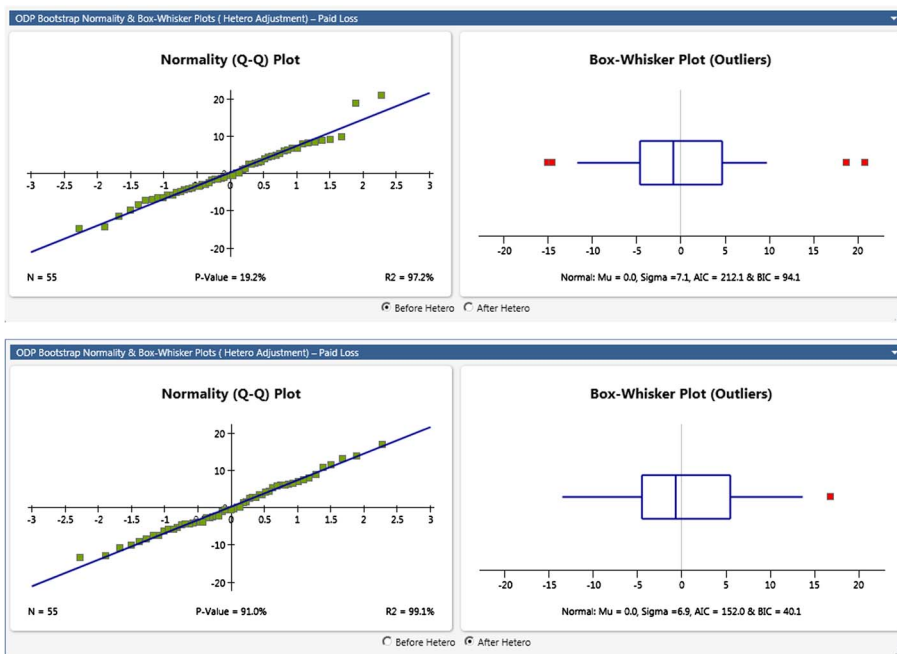 ODP Bootstrap Normality & Box-Whisker Plots ( Hetero Adjustment) – Paid Loss
Normality (Q-Q) Plot
20
10
-3 -2.5 -2 -1.5 -1 -0.5 0 0.5 1 1.5 2 2.5 3
-10
-20
N = 55 P-Value = 19.2% R2 = 97.2%
Box-Whisker Plot (Outliers)
-20 -15 -10 -5 0 5 10 15 20
Normal: Mu = 0.0, Sigma =7.1, AIC = 212.1 & BIC = 94.1
Before Hetero After Hetero
ODP Bootstrap Normality & Box-Whisker Plots ( Hetero Adjustment) – Paid Loss
Normality (Q-Q) Plot
20
10
-3 -2.5 -2 -1.5 -1 -0.5 0 0.5 1 1.5 2 2.5 3
-10
-20
N = 55 P-Value = 91.0% R2 = 99.1%
Box-Whisker Plot (Outliers)
-20 -15 -10 -5 0 5 10 15 20
Normal: Mu = 0.0, Sigma =6.9, AIC = 152.0 & BIC = 40.1
Before Hetero After Hetero